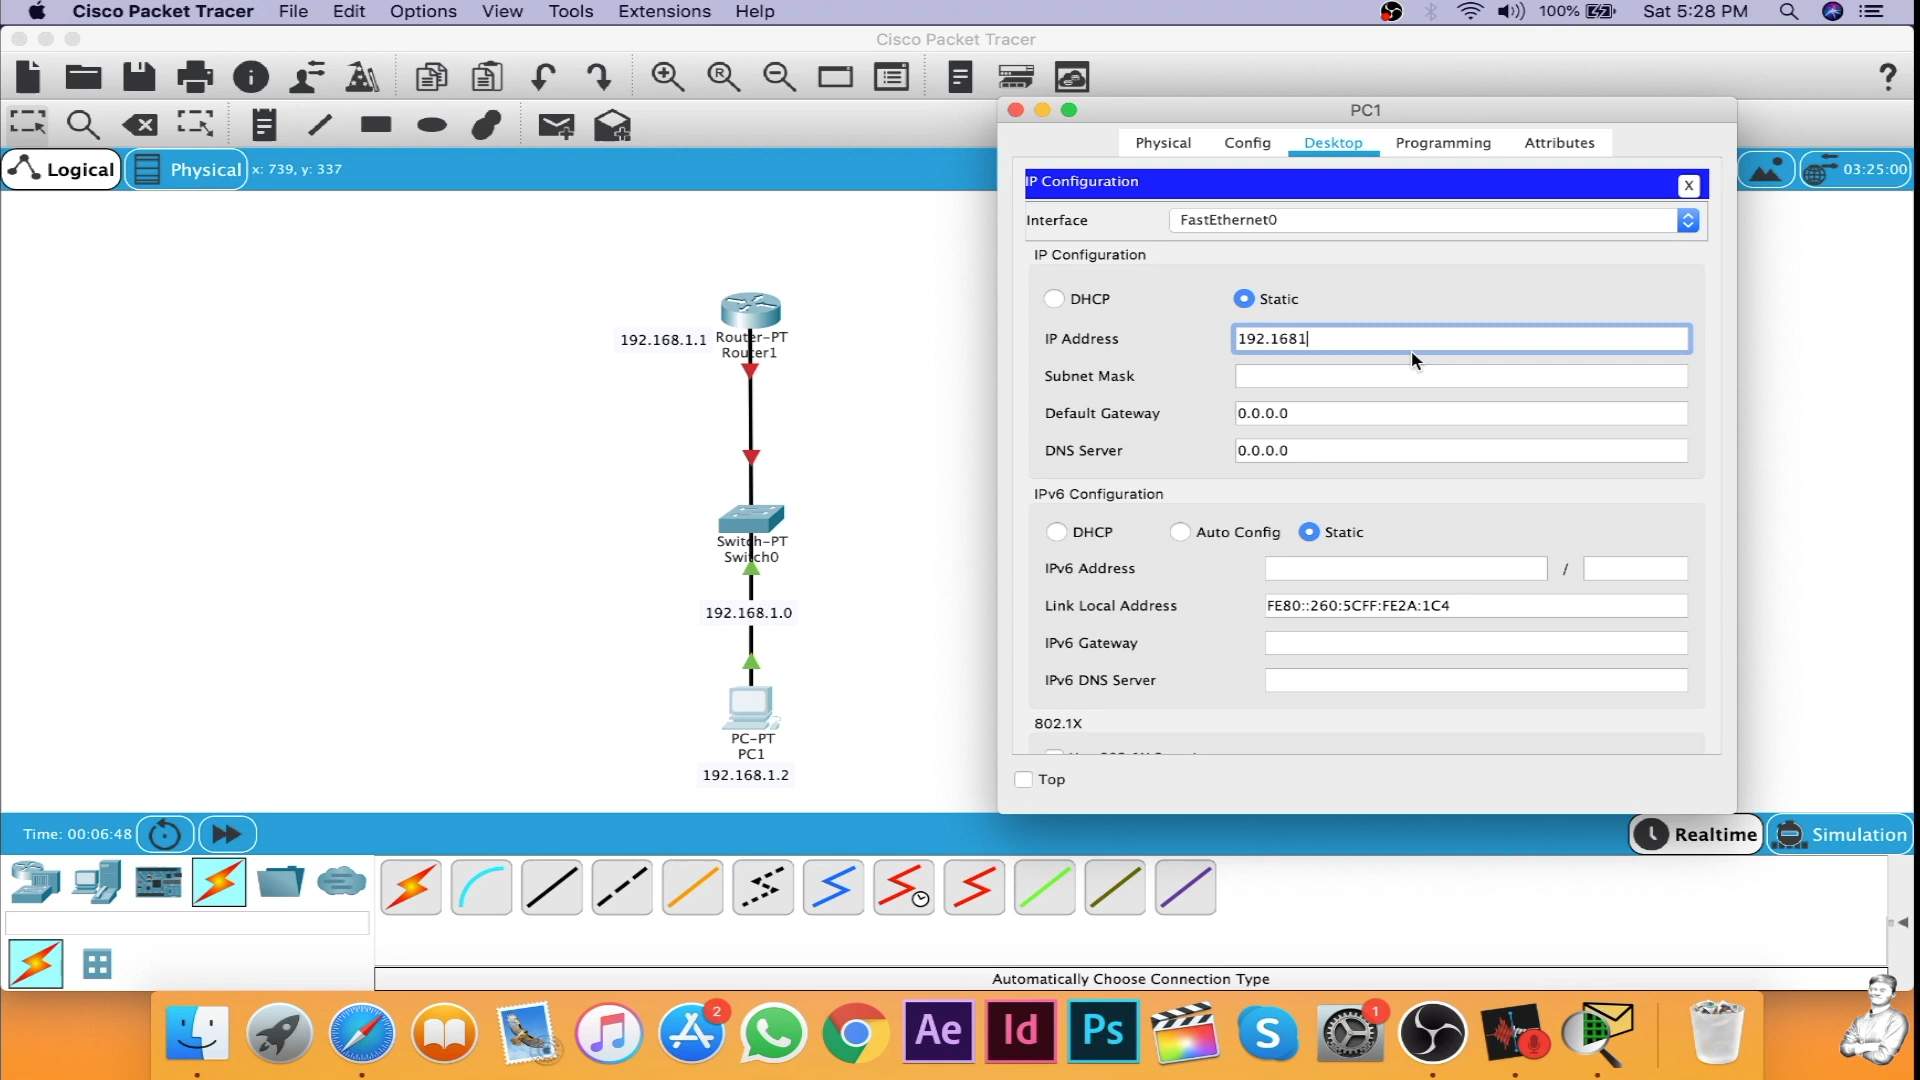 Cisco Packet Tracer File Edit Options View Tools Extensions Help 100% Sat 5:28 PM
Cisco Packet Tracer
R
?
PC1
Physical Config Desktop Programming Attributes
Logical Physical x: 739, y: 337 03:25:00
IP Configuration X
Interface FastEthernet0
IP Configuration
DHCP Static
IP Address 192.1681
Subnet Mask
Default Gateway 0.0.0.0
DNS Server 0.0.0.0
IPv6 Configuration
DHCP Auto Config Static
IPv6 Address /
Link Local Address FE80::260:5CFF:FE2A:1C4
IPv6 Gateway
IPv6 DNS Server
802.1X
Top
192.168.1.1
Router-PT
Router1
Switch-PT
Switch0
192.168.1.0
PC-PT
PC1
192.168.1.2
Time: 00:06:48 Realtime Simulation
Automatically Choose Connection Type
2 Ae Id Ps S 1